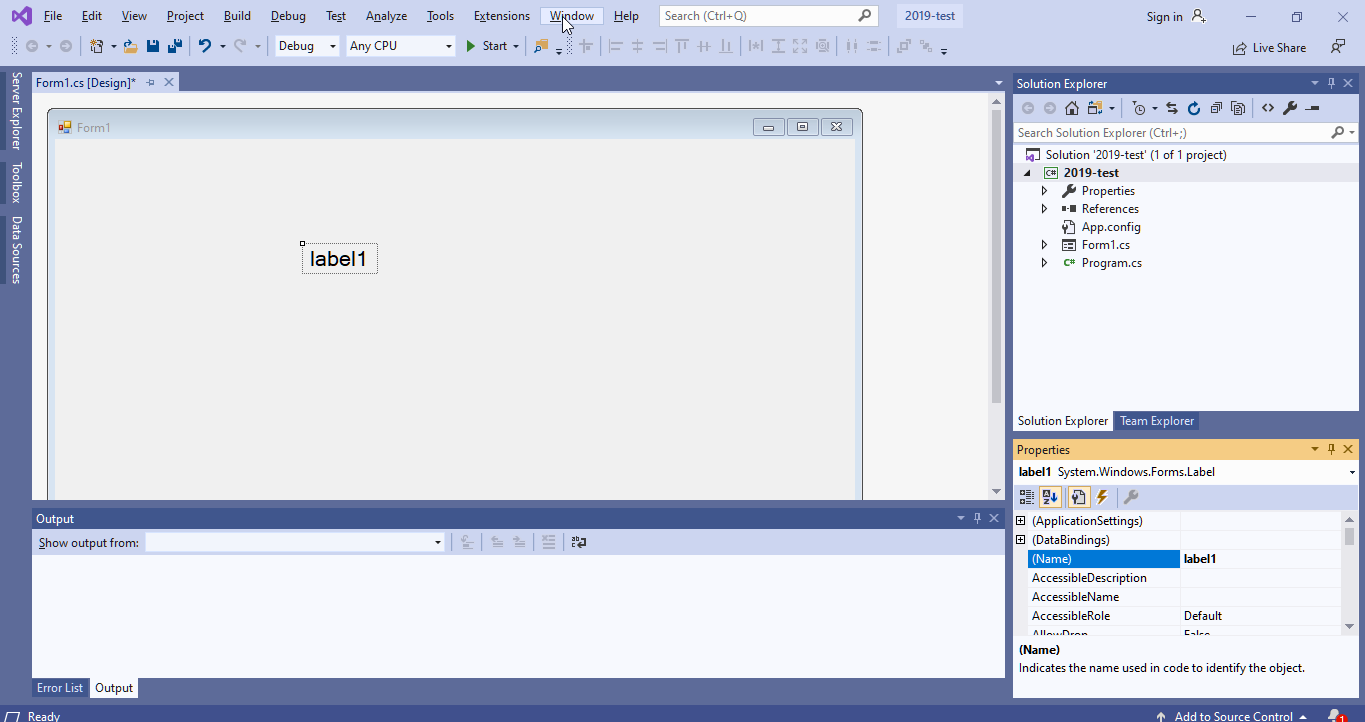 File Edit View Project Build Debug Test Analyze Tools Extensions Window Help Search (Ctrl+Q) 2019-test Sign in
Debug Any CPU Start Live Share
Server Explorer
Toolbox
Data Sources
Form1.cs [Design]*
Form1
label1
Output
Show output from:
Error List Output
Solution Explorer
Search Solution Explorer (Ctrl+;)
Solution '2019-test' (1 of 1 project)
C# 2019-test
Properties
References
App.config
Form1.cs
C# Program.cs
Solution Explorer Team Explorer
Properties
label1 System.Windows.Forms.Label
(ApplicationSettings)
(DataBindings)
(Name) label1
AccessibleDescription
AccessibleName
AccessibleRole Default
AllowDrop False
(Name)
Indicates the name used in code to identify the object.
Ready Add to Source Control 1